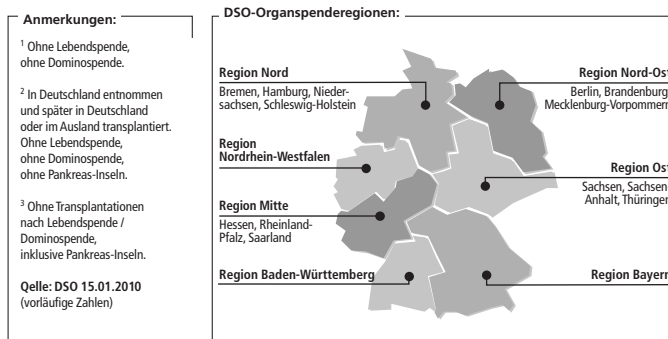 Anmerkungen:
¹ Ohne Lebendspende,
ohne Dominospende.
² In Deutschland entnommen
und später in Deutschland
oder im Ausland transplantiert.
Ohne Lebendspende,
ohne Dominospende,
ohne Pankreas-Inseln.
³ Ohne Transplantationen
nach Lebendspende /
Dominospende,
inklusive Pankreas-Inseln.
Qelle: DSO 15.01.2010
(vorläufige Zahlen)
DSO-Organspenderegionen:
Region Nord
Bremen, Hamburg, Nieder-
sachsen, Schleswig-Holstein
Region
Nordrhein-Westfalen
Region Mitte
Hessen, Rheinland-
Pfalz, Saarland
Region Baden-Württemberg
Region Nord-Ost
Berlin, Brandenburg,
Mecklenburg-Vorpommern
Region Ost
Sachsen, Sachsen-
Anhalt, Thüringen
Region Bayern